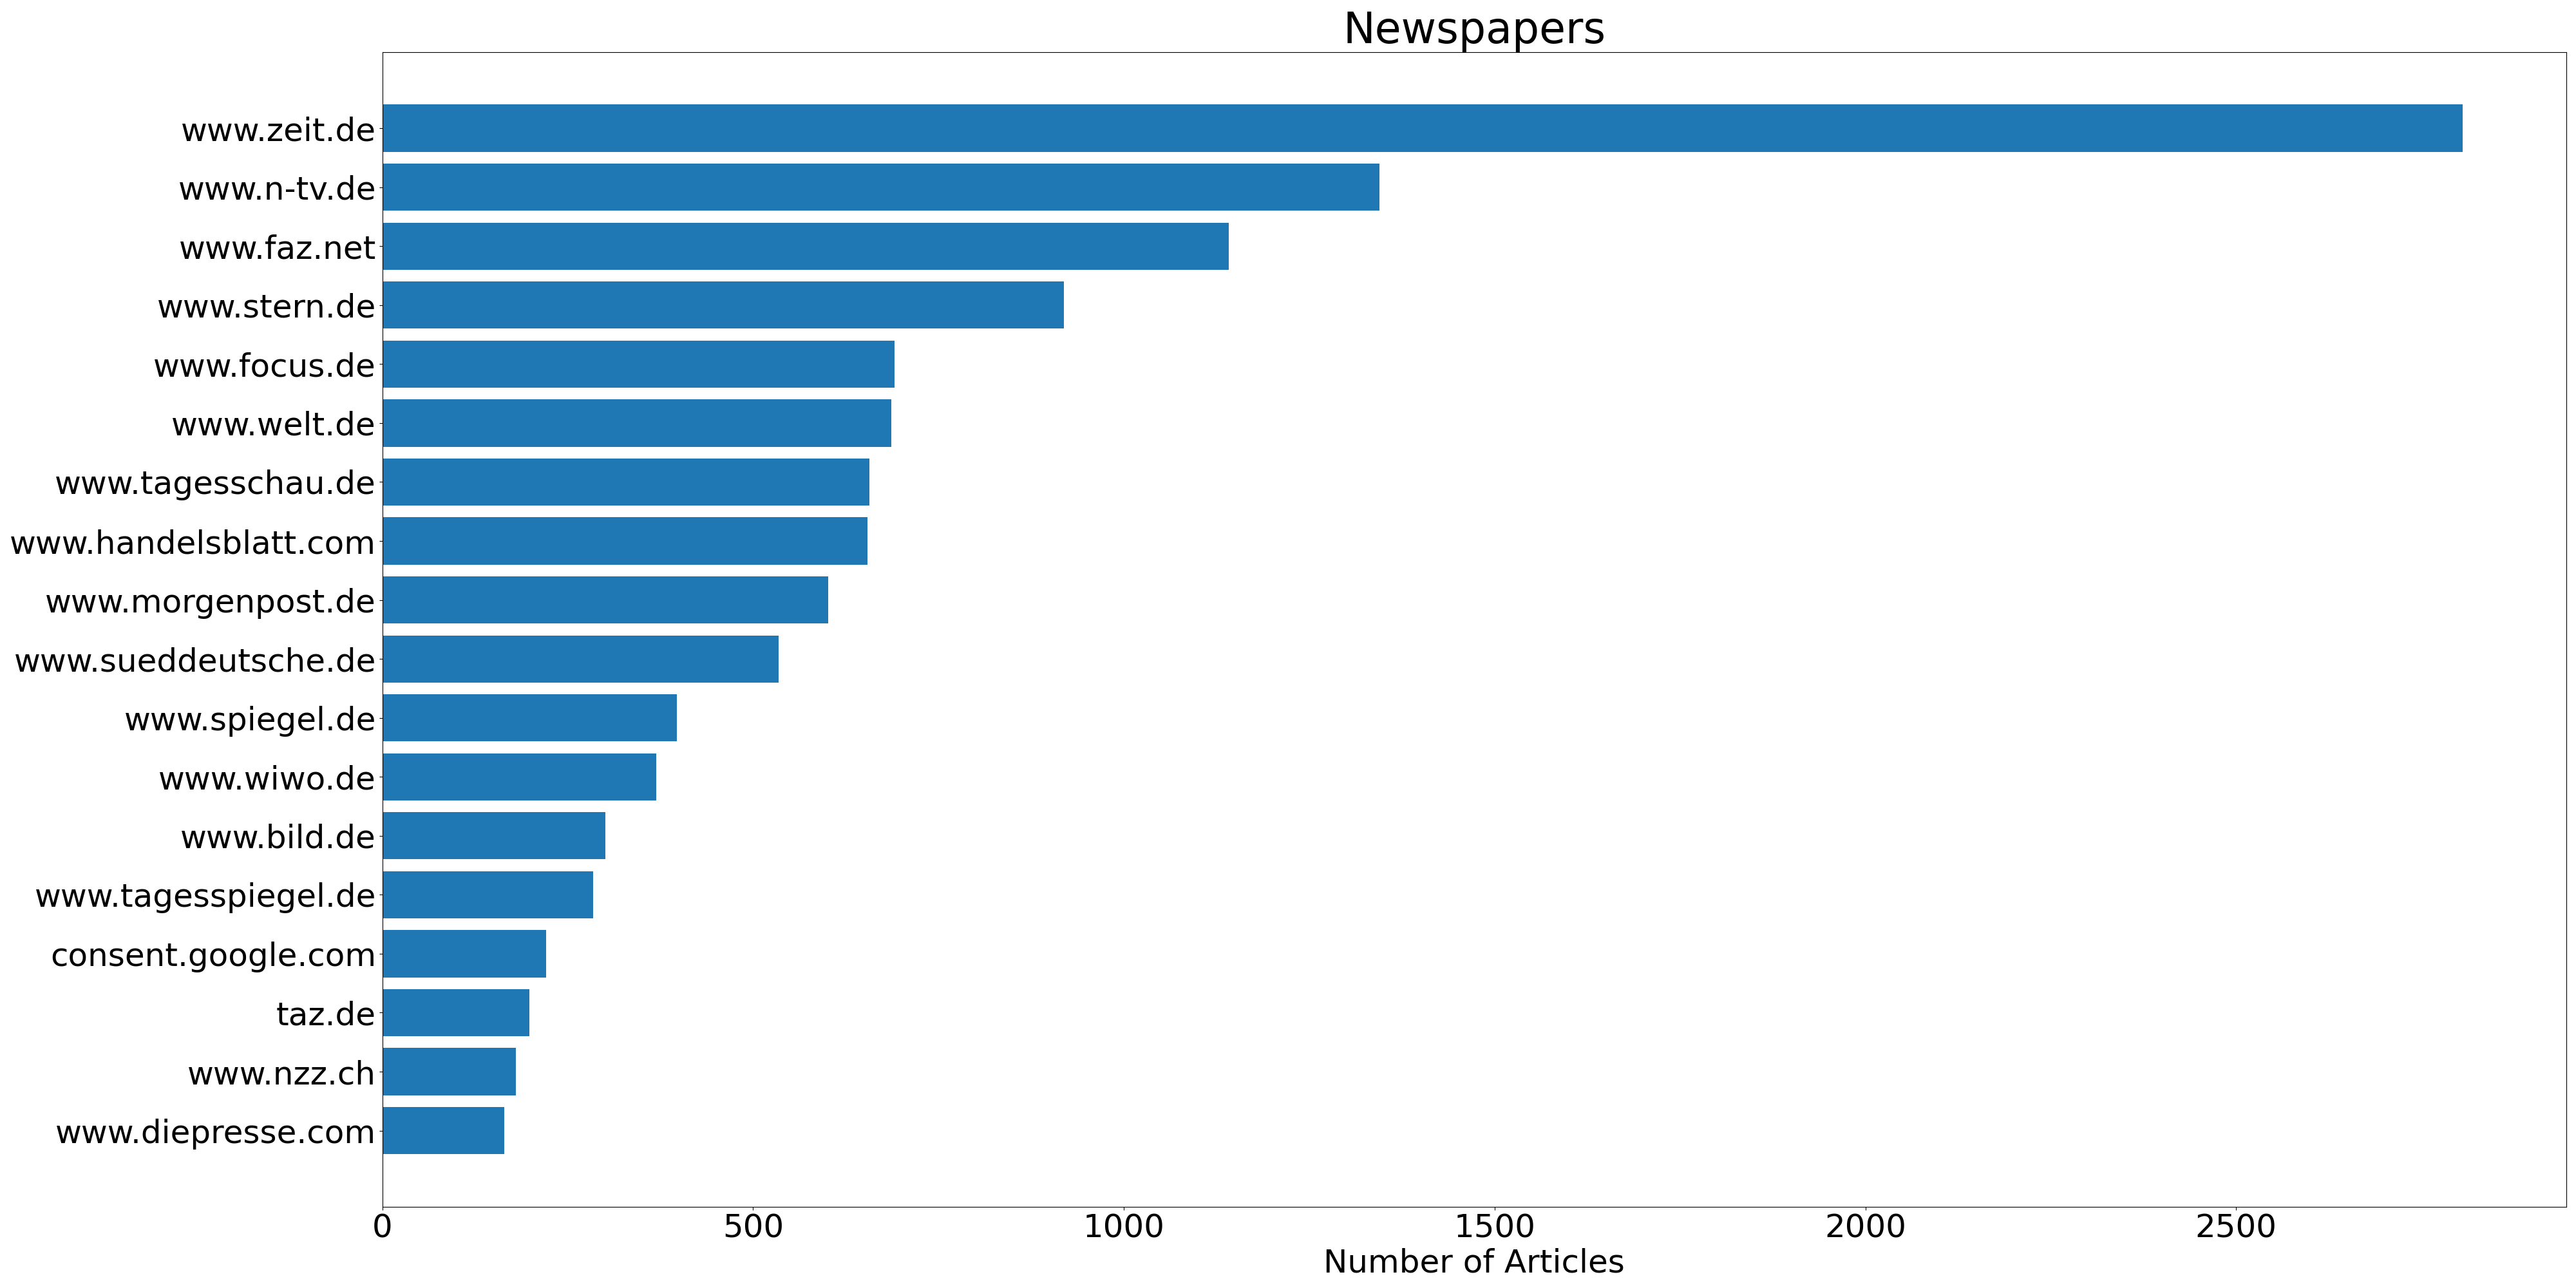 Newspapers
www.zeit.de
www.n-tv.de
www.faz.net
www.stern.de
www.focus.de
www.welt.de
www.tagesschau.de
www.handelsblatt.com
www.morgenpost.de
www.sueddeutsche.de
www.spiegel.de
www.wiwo.de
www.bild.de
www.tagesspiegel.de
consent.google.com
taz.de
www.nzz.ch
www.diepresse.com
0 500 1000 1500 2000 2500
Number of Articles